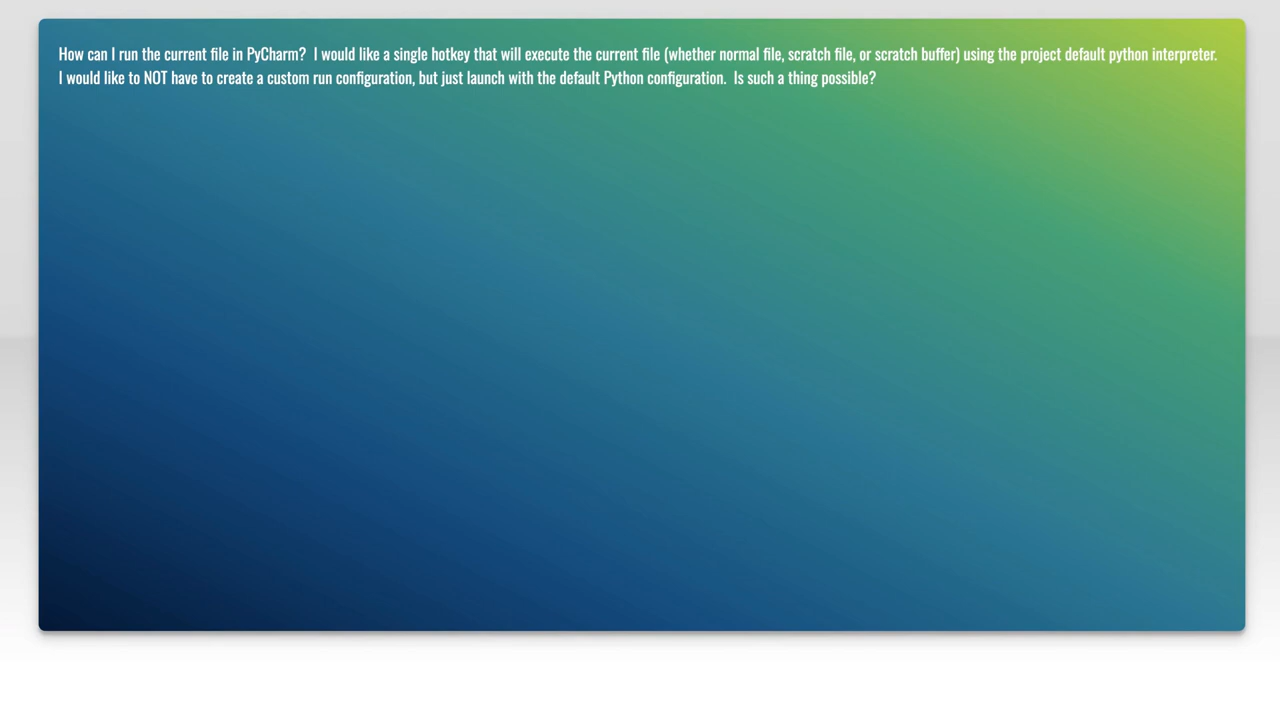 How can I run the current file in PyCharm?  I would like a single hotkey that will execute the current file (whether normal file, scratch file, or scratch buffer) using the project default python interpreter.
I would like to NOT have to create a custom run configuration, but just launch with the default Python configuration.  Is such a thing possible?